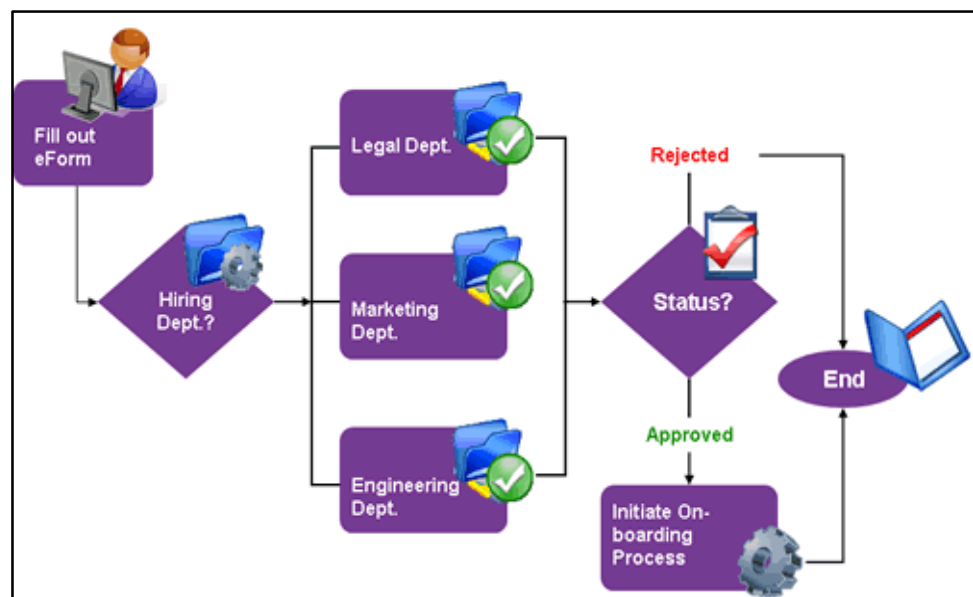 Fill out
eForm
Hiring
Dept.?
Legal Dept.
Marketing
Dept.
Engineering
Dept.
Rejected
Status?
Approved
Initiate On-
boarding
Process
End